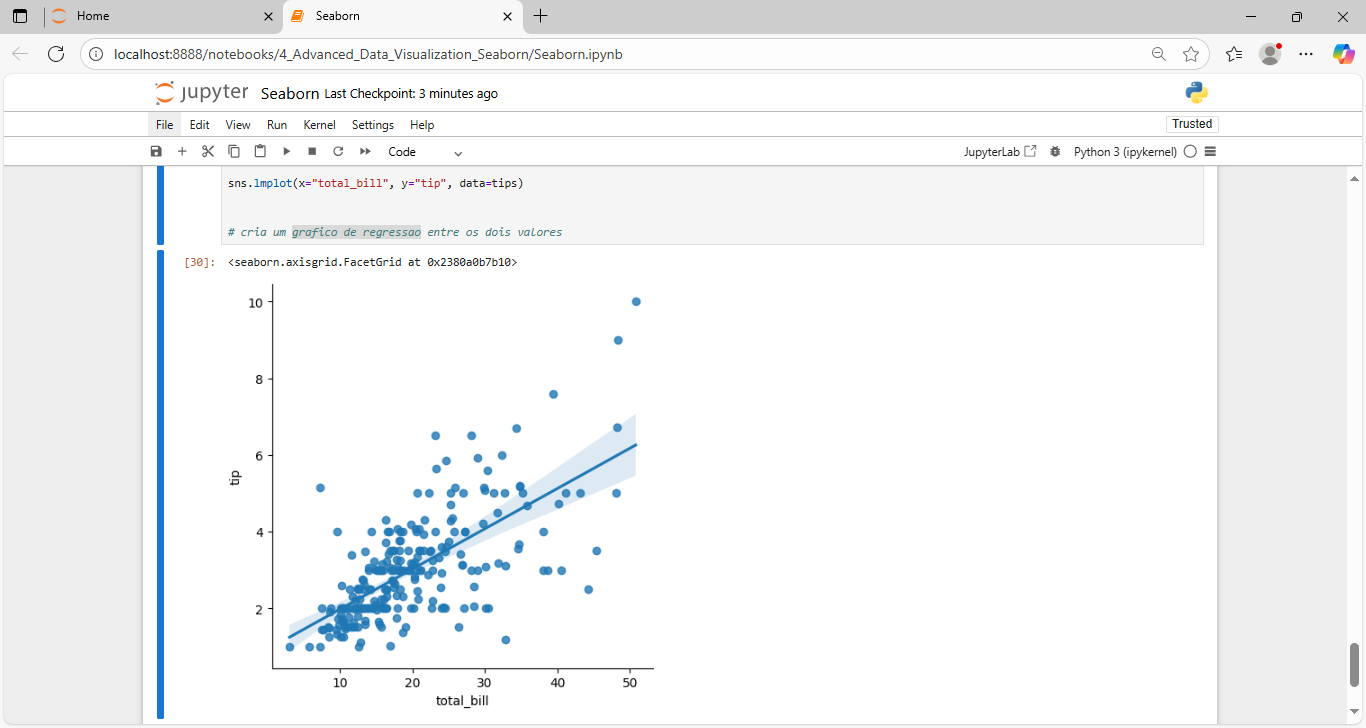 Home
Seaborn
localhost:8888/notebooks/4_Advanced_Data_Visualization_Seaborn/Seaborn.ipynb
jupyter Seaborn Last Checkpoint: 3 minutes ago
File Edit View Run Kernel Settings Help Trusted
Code JupyterLab Python 3 (ipykernel)
sns.lmplot(x="total_bill", y="tip", data=tips)
# cria um grafico de regressao entre os dois valores
[30]: <seaborn.axisgrid.FacetGrid at 0x2380a0b7b10>
10
8
6
tip
4
2
10 20 30 40 50
total_bill